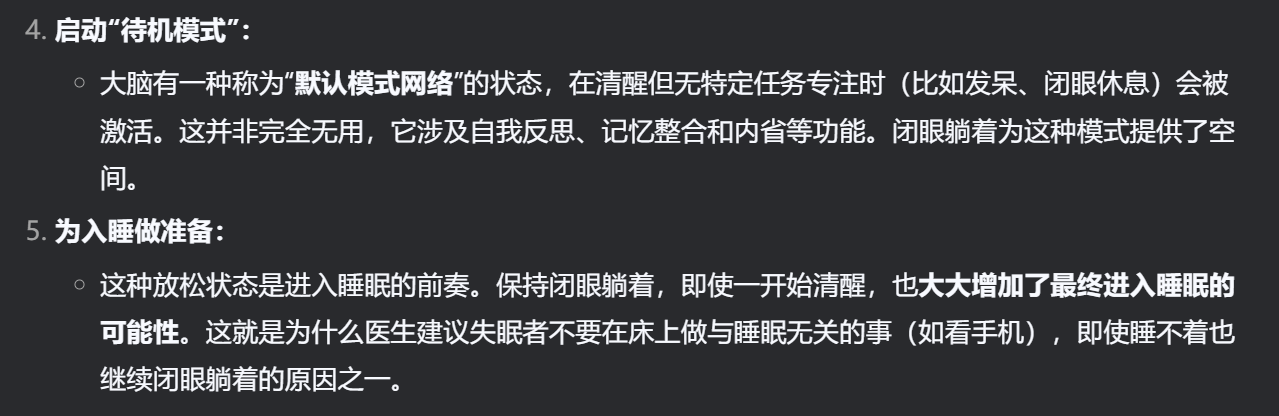 4. 启动“待机模式”：
○ 大脑有一种称为“默认模式网络”的状态，在清醒但无特定任务专注时（比如发呆、闭眼休息）会被
激活。这并非完全无用，它涉及自我反思、记忆整合和内省等功能。闭眼躺着为这种模式提供了空
间。
5. 为入睡做准备：
○ 这种放松状态是进入睡眠的前奏。保持闭眼躺着，即使一开始清醒，也大大增加了最终进入睡眠的
可能性。这就是为什么医生建议失眠者不要在床上做与睡眠无关的事（如看手机），即使睡不着也
继续闭眼躺着的原因之一。